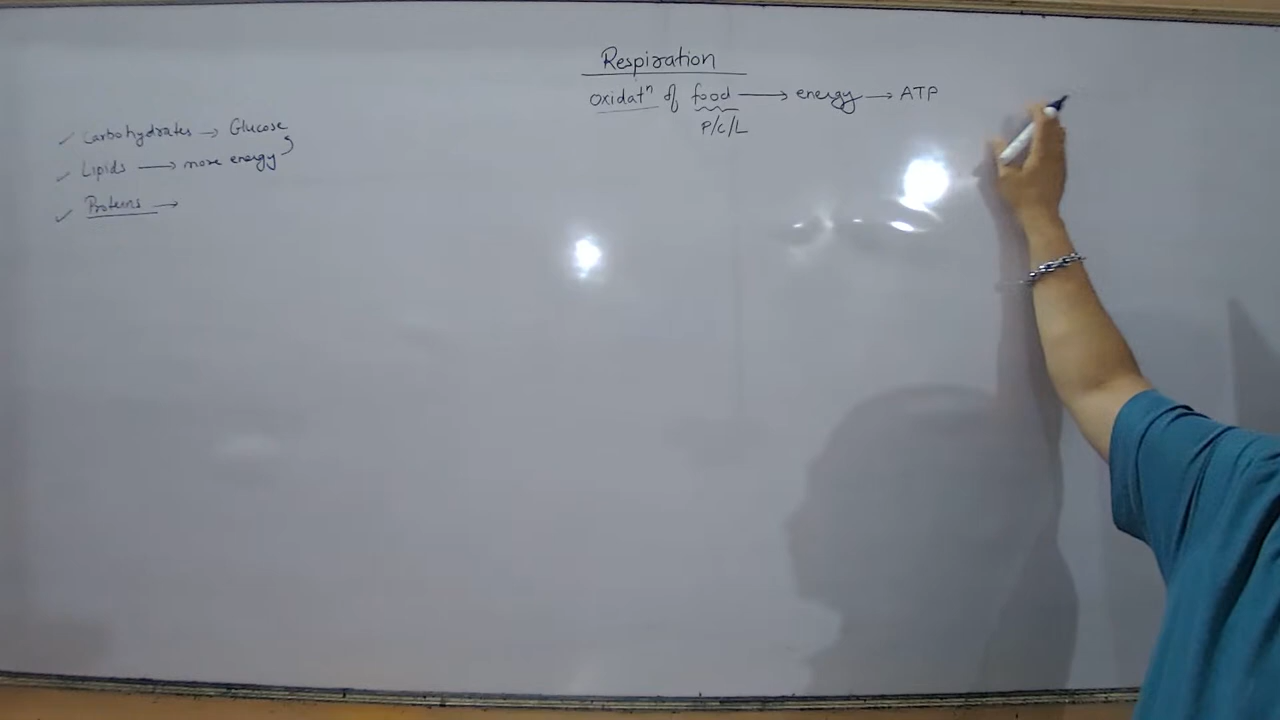 Respiration
oxidatⁿ of food → energy → ATP
P/C/L
✓ Carbohydrates → Glucose
✓ Lipids → more energy
✓ Proteins →